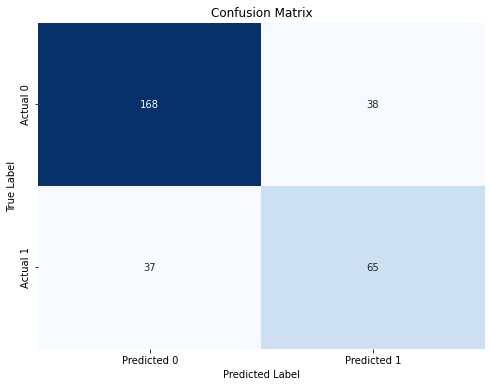 Confusion Matrix
True Label
Actual 0
168
38
Actual 1
37
65
Predicted 0
Predicted 1
Predicted Label